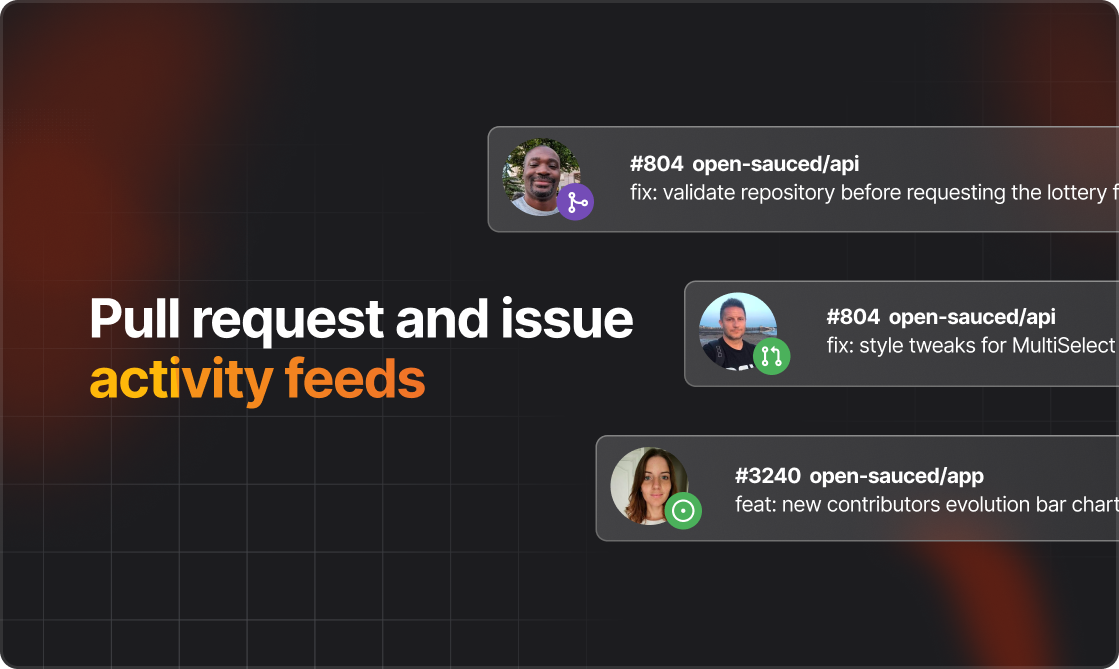 #804 open-sauced/api
fix: validate repository before requesting the lottery f
Pull request and issue
activity feeds
#804 open-sauced/api
fix: style tweaks for MultiSelect
#3240 open-sauced/app
feat: new contributors evolution bar chart